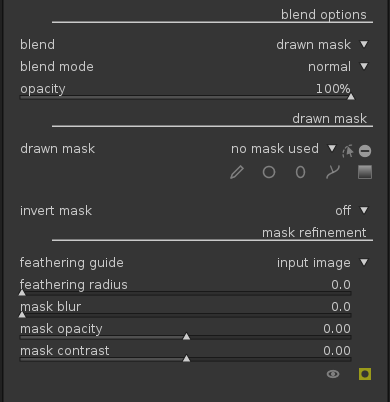 blend options
blend drawn mask
blend mode normal
opacity 100%
drawn mask
drawn mask no mask used
invert mask off
mask refinement
feathering guide input image
feathering radius 0.0
mask blur 0.0
mask opacity 0.00
mask contrast 0.00